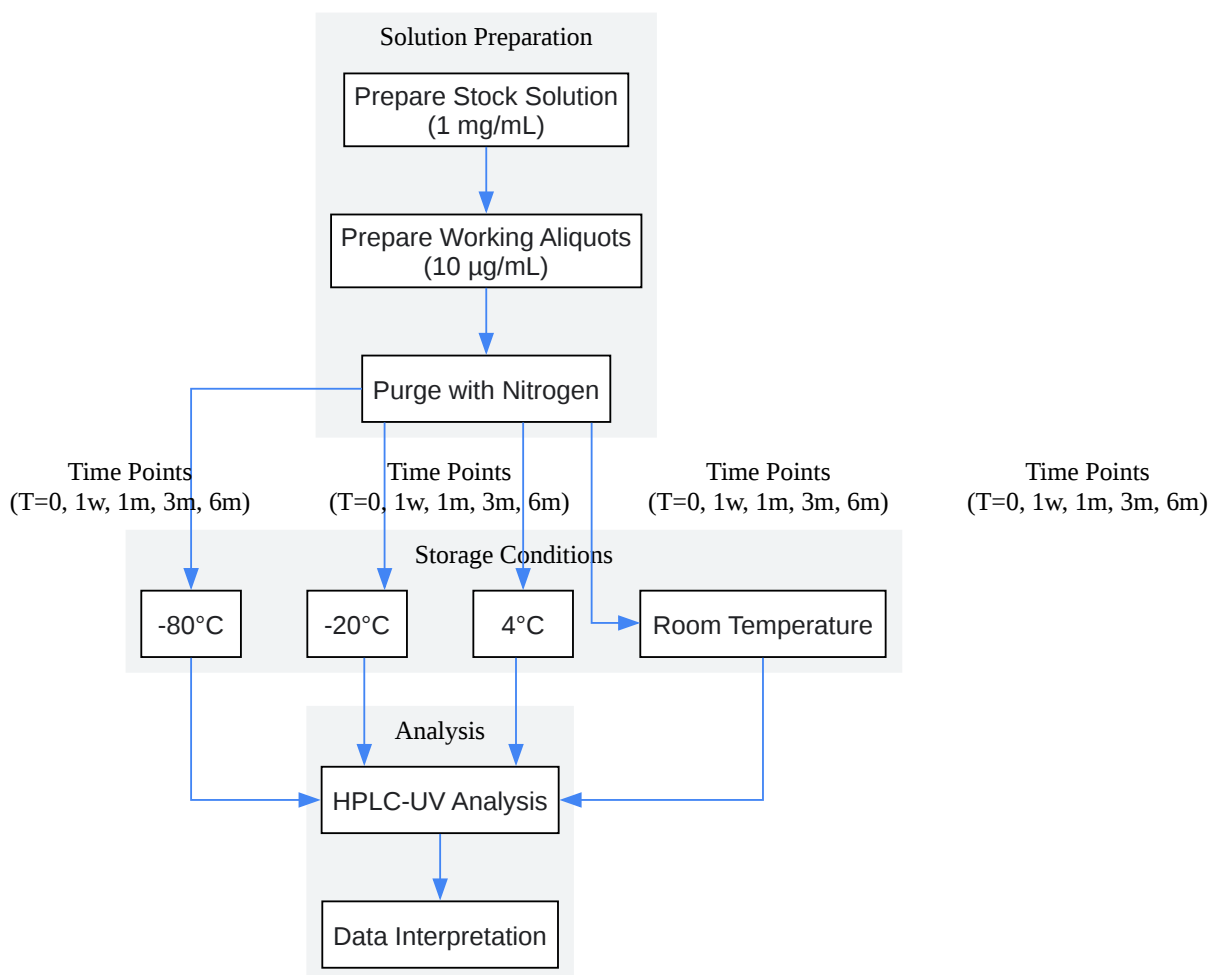 Solution Preparation
Prepare Stock Solution
(1 mg/mL)
Prepare Working Aliquots
(10 µg/mL)
Purge with Nitrogen
Time Points
(T=0, 1w, 1m, 3m, 6m)
Time Points
(T=0, 1w, 1m, 3m, 6m)
Time Points
(T=0, 1w, 1m, 3m, 6m)
Time Points
(T=0, 1w, 1m, 3m, 6m)
Storage Conditions
-80°C
-20°C
4°C
Room Temperature
Analysis
HPLC-UV Analysis
Data Interpretation